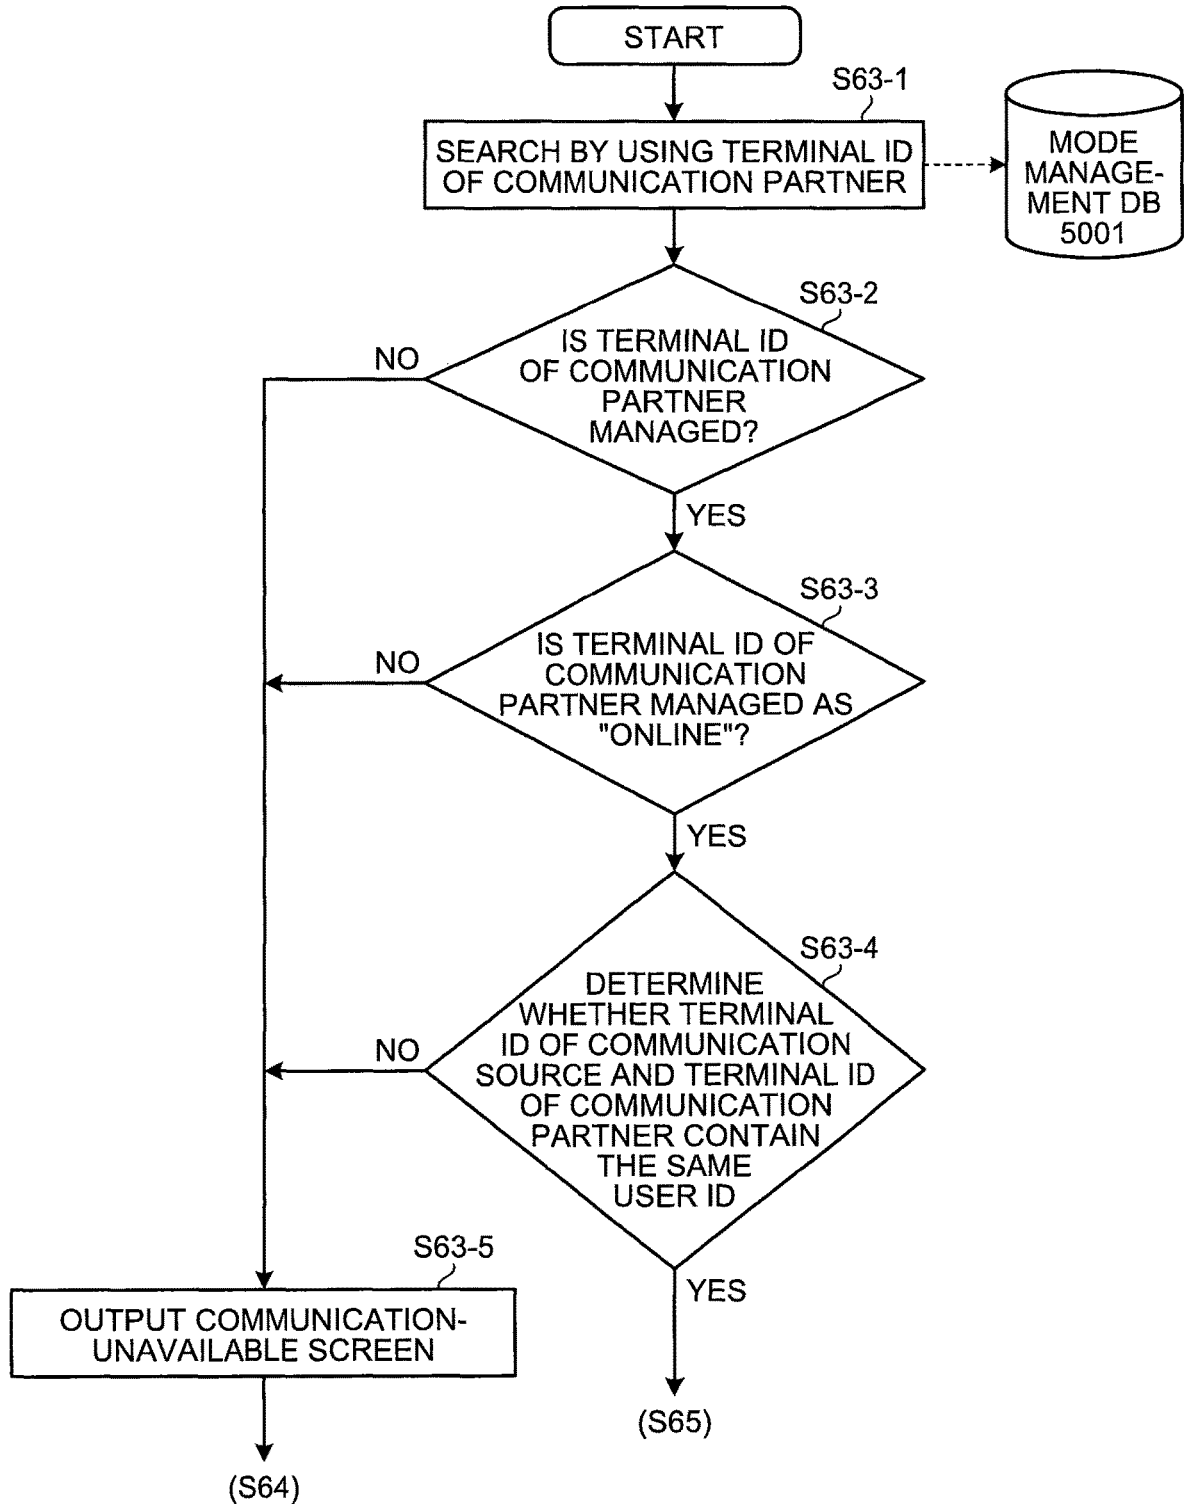 START
S63-1
SEARCH BY USING TERMINAL ID
OF COMMUNICATION PARTNER
MODE
MANAGE-
MENT DB
5001
S63-2
IS TERMINAL ID
OF COMMUNICATION
PARTNER
MANAGED?
NO
YES
S63-3
IS TERMINAL ID OF
COMMUNICATION
PARTNER MANAGED AS
"ONLINE"?
NO
YES
S63-4
DETERMINE
WHETHER TERMINAL
ID OF COMMUNICATION
SOURCE AND TERMINAL ID
OF COMMUNICATION
PARTNER CONTAIN
THE SAME
USER ID
NO
YES
S63-5
OUTPUT COMMUNICATION-
UNAVAILABLE SCREEN
(S65)
(S64)